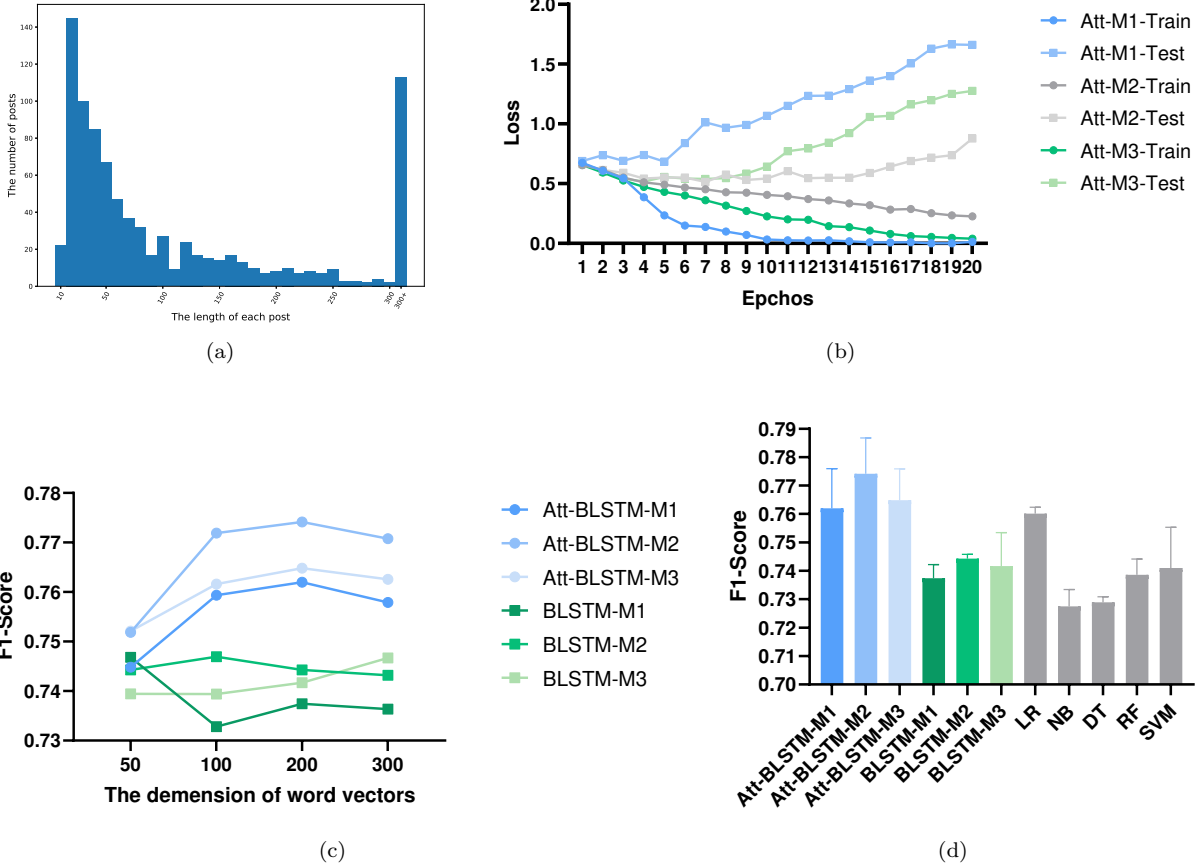 140
120
100
80
60
40
20
0
The number of posts
10
50
100
150
200
250
300
300+
The length of each post
(a)
2.0
1.5
1.0
0.5
0.0
Loss
1 2 3 4 5 6 7 8 9 10 11 12 13 14 15 16 17 18 19 20
Epchos
Att-M1-Train
Att-M1-Test
Att-M2-Train
Att-M2-Test
Att-M3-Train
Att-M3-Test
(b)
0.78
0.77
0.76
0.75
0.74
0.73
F1-Score
50 100 200 300
The demension of word vectors
Att-BLSTM-M1
Att-BLSTM-M2
Att-BLSTM-M3
BLSTM-M1
BLSTM-M2
BLSTM-M3
(c)
0.79
0.78
0.77
0.76
0.75
0.74
0.73
0.72
0.71
0.70
F1-Score
Att-BLSTM-M1
Att-BLSTM-M2
Att-BLSTM-M3
BLSTM-M1
BLSTM-M2
BLSTM-M3
LR
NB
DT
RF
SVM
(d)